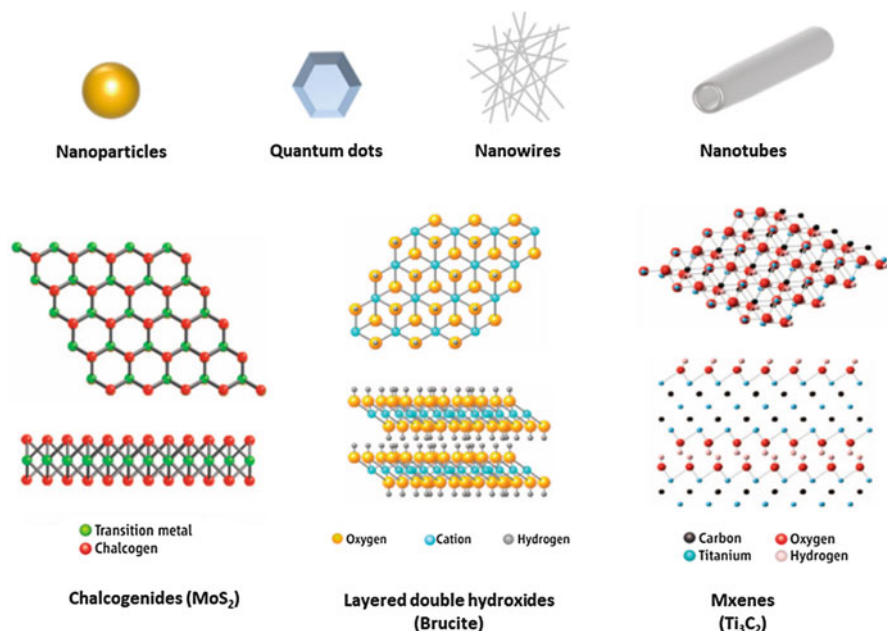 Nanoparticles
Quantum dots
Nanowires
Nanotubes
Transition metal
Chalcogen
Oxygen
Cation
Hydrogen
Carbon
Oxygen
Titanium
Hydrogen
Chalcogenides (MoS₂)
Layered double hydroxides
(Brucite)
Mxenes
(Ti₃C₂)